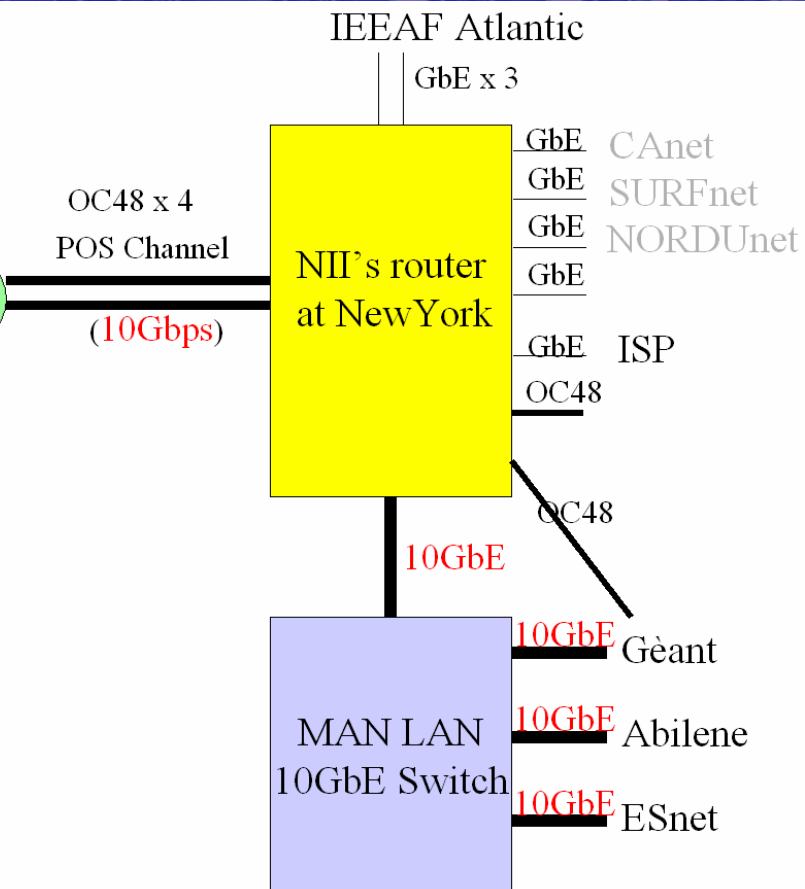 IEEAF Atlantic
GbE x 3
GbE
CAnet
GbE
SURFnet
GbE
NORDUnet
GbE
GbE
ISP
OC48
OC48 x 4
POS Channel
(10Gbps)
NII’s router
at NewYork
OC48
10GbE
MAN LAN
10GbE Switch
10GbE
Gèant
10GbE
Abilene
10GbE
ESnet